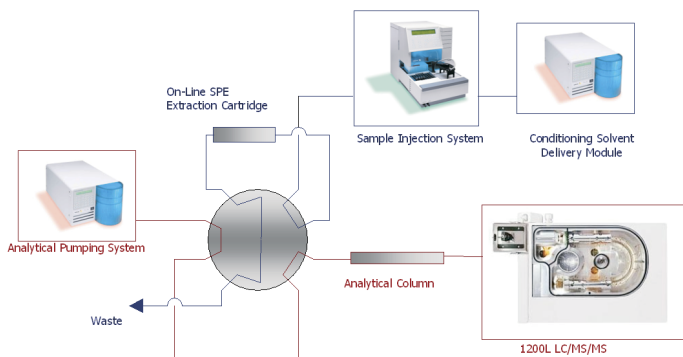 On-Line SPE
Extraction Cartridge
Sample Injection System
Conditioning Solvent
Delivery Module
Analytical Pumping System
Analytical Column
Waste
1200L LC/MS/MS